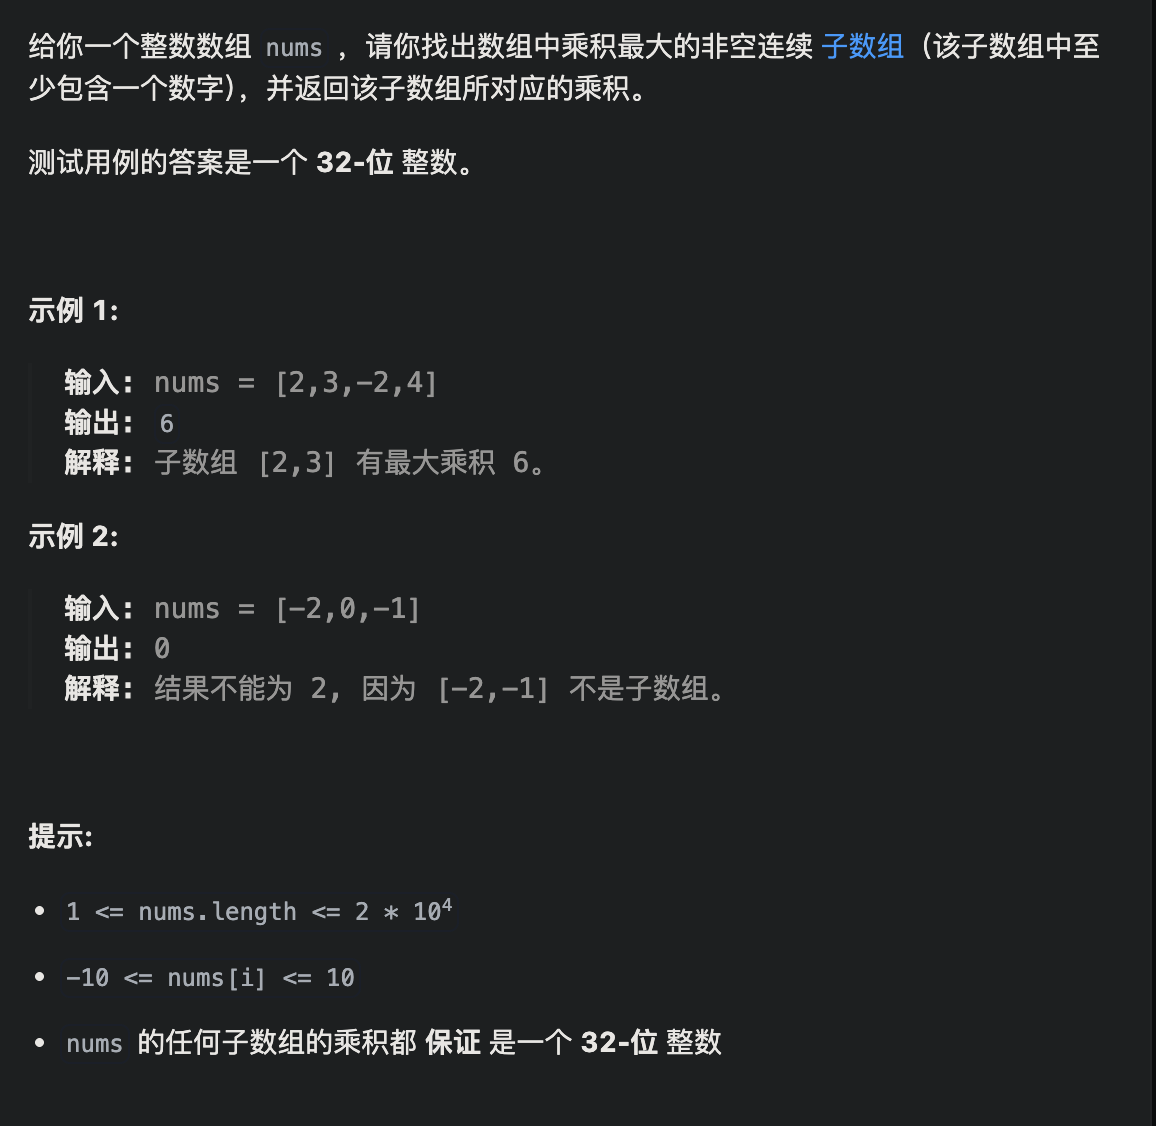 给你一个整数数组 nums ，请你找出数组中乘积最大的非空连续 子数组（该子数组中至
少包含一个数字），并返回该子数组所对应的乘积。
测试用例的答案是一个 32-位 整数。
示例 1:
输入: nums = [2,3,-2,4]
输出: 6
解释: 子数组 [2,3] 有最大乘积 6。
示例 2:
输入: nums = [-2,0,-1]
输出: 0
解释: 结果不能为 2, 因为 [-2,-1] 不是子数组。
提示:
• 1 <= nums.length <= 2 * 10⁴
• -10 <= nums[i] <= 10
• nums 的任何子数组的乘积都 保证 是一个 32-位 整数